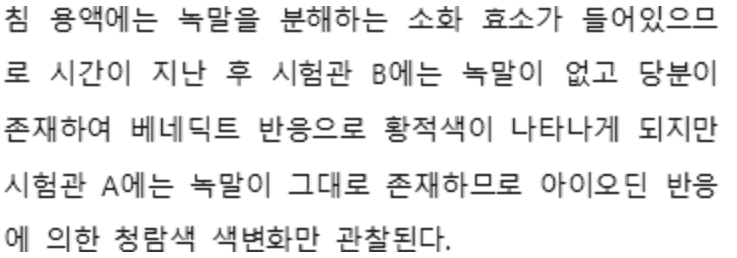 침 용액에는 녹말을 분해하는 소화 효소가 들어있으므
로 시간이 지난 후 시험관 B에는 녹말이 없고 당분이
존재하여 베네딕트 반응으로 황적색이 나타나게 되지만
시험관 A에는 녹말이 그대로 존재하므로 아이오딘 반응
에 의한 청람색 색변화만 관찰된다.